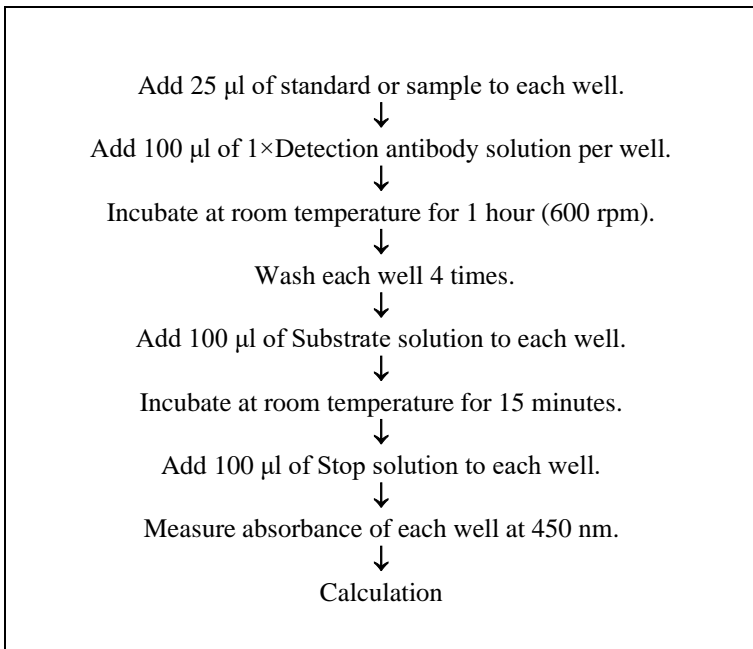 Add 25 μl of standard or sample to each well.
↓
Add 100 μl of 1×Detection antibody solution per well.
↓
Incubate at room temperature for 1 hour (600 rpm).
↓
Wash each well 4 times.
↓
Add 100 μl of Substrate solution to each well.
↓
Incubate at room temperature for 15 minutes.
↓
Add 100 μl of Stop solution to each well.
↓
Measure absorbance of each well at 450 nm.
↓
Calculation